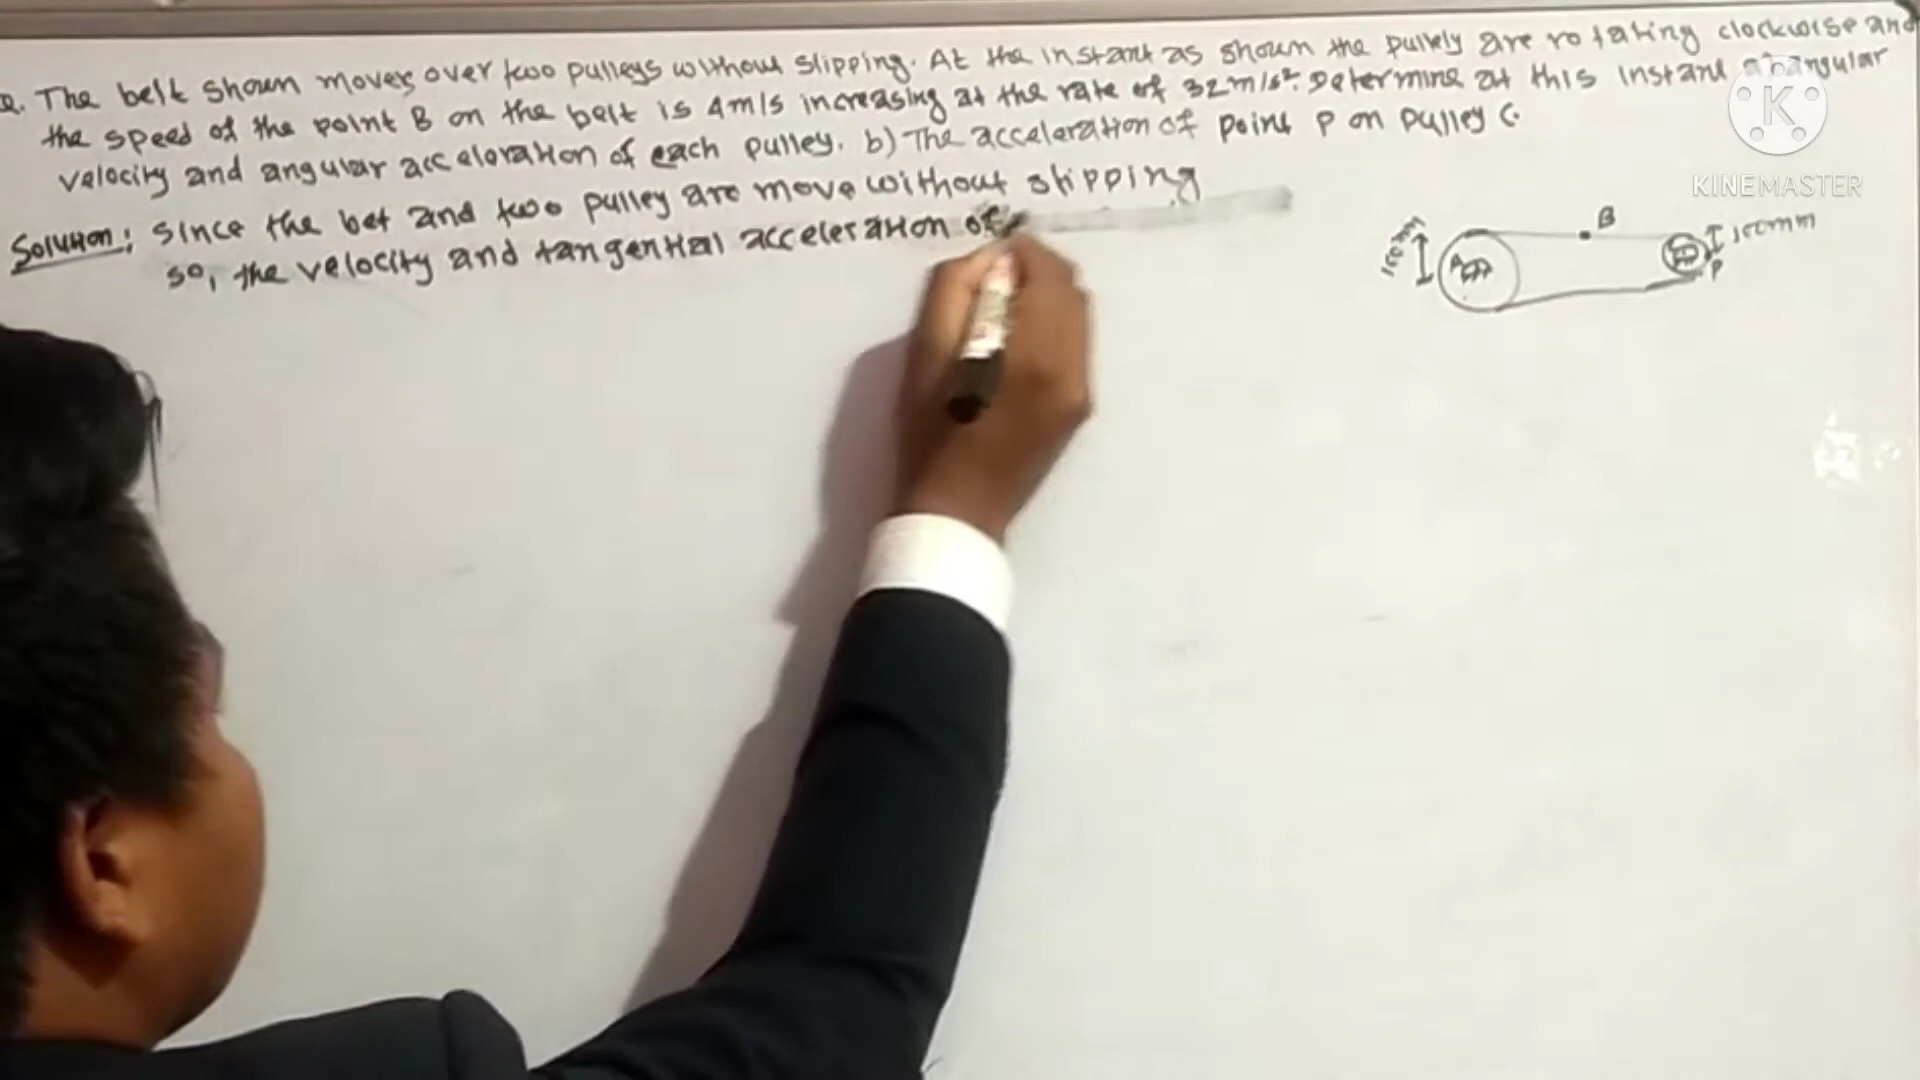 Q. The belt shown moves over two pulleys without slipping. At the instant as shown the pullely are rotating clockwise and
the speed of the point B on the belt is 4m/s increasing at the rate of 32m/s². Determine at this instant a) angular
velocity and angular acceloration of each pulley. b) The acceleration of point P on pulley C.
Solution: Since the bet and two pulley are move without slipping
so, the velocity and tangential acceleration of
B
100mm
A
P
K
KINEMASTER